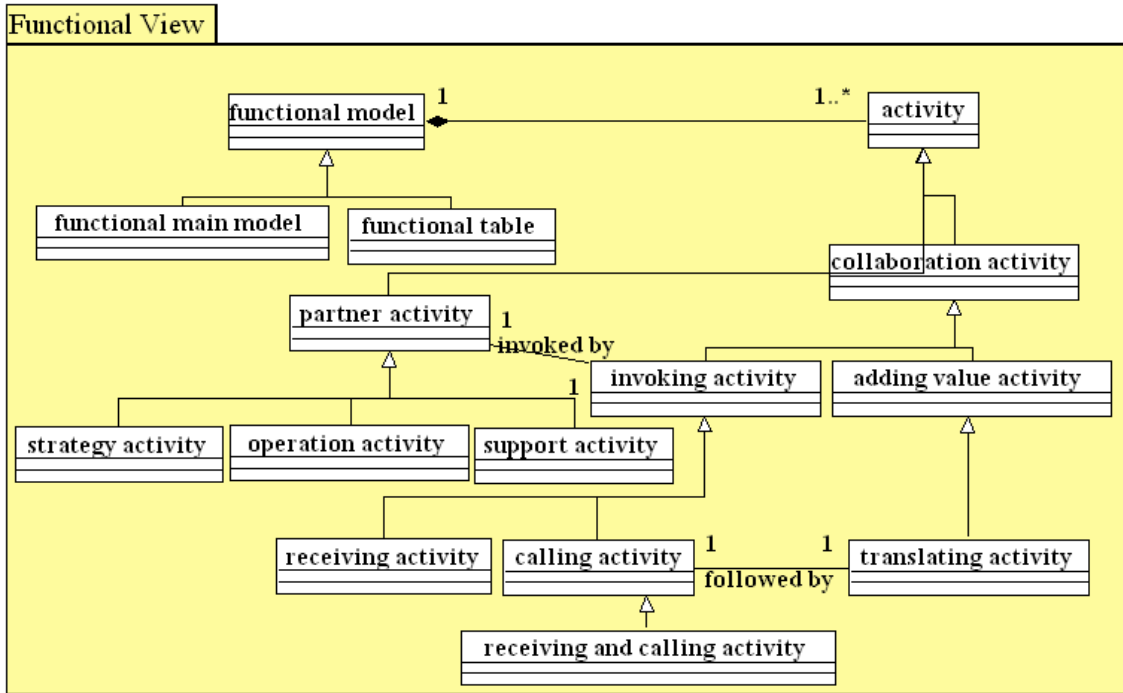 Functional View
functional model
1
1..*
activity
functional main model
functional table
collaboration activity
partner activity
1
invoked by
invoking activity
adding value activity
1
strategy activity
operation activity
support activity
receiving activity
calling activity
1
1
followed by
translating activity
receiving and calling activity